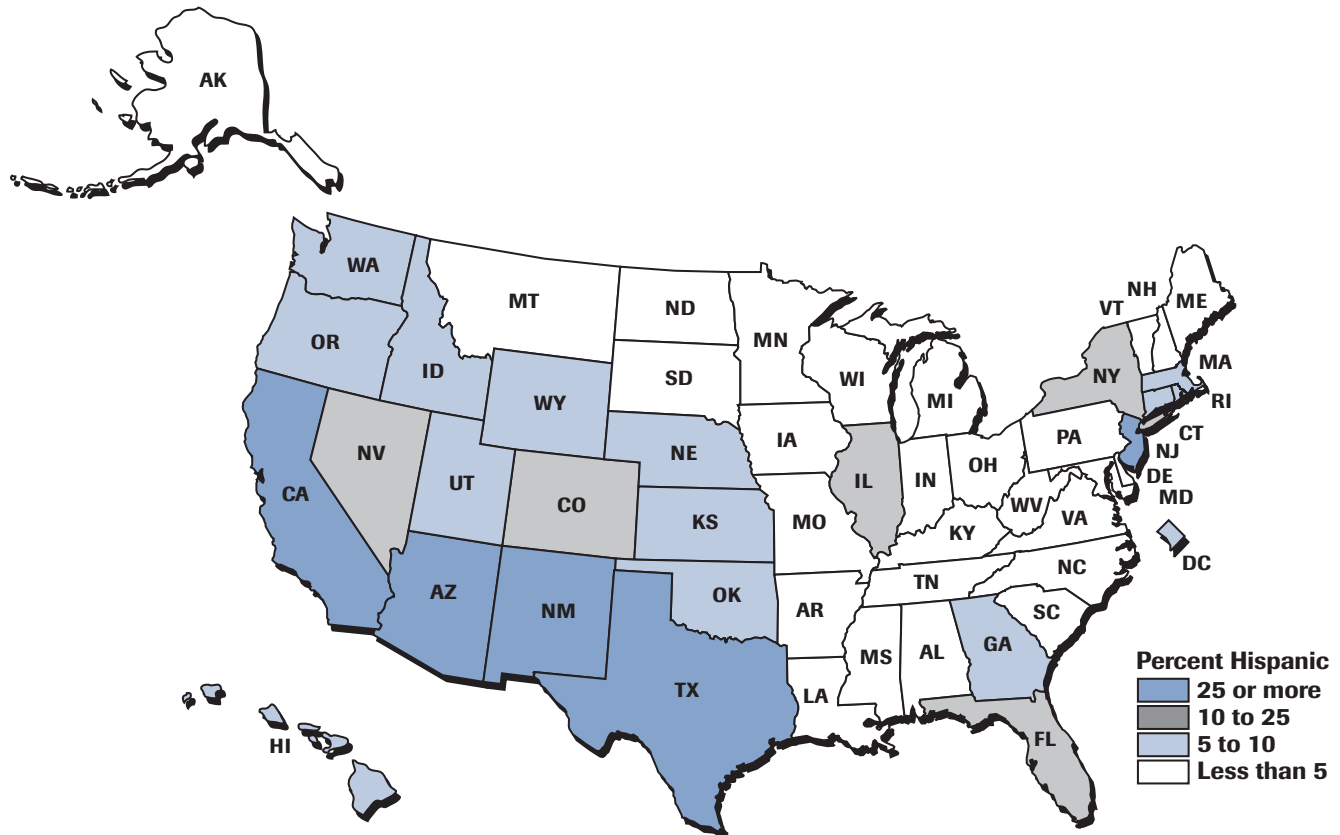 AK
WA
MT
ND
MN
VT
NH
ME
OR
ID
WY
SD
WI
MI
NY
MA
RI
CT
NJ
DE
MD
DC
NV
UT
CO
NE
KS
IA
IL
IN
OH
PA
CA
AZ
NM
OK
MO
KY
WV
VA
TX
AR
TN
NC
SC
MS
AL
GA
LA
FL
HI
Percent Hispanic
25 or more
10 to 25
5 to 10
Less than 5